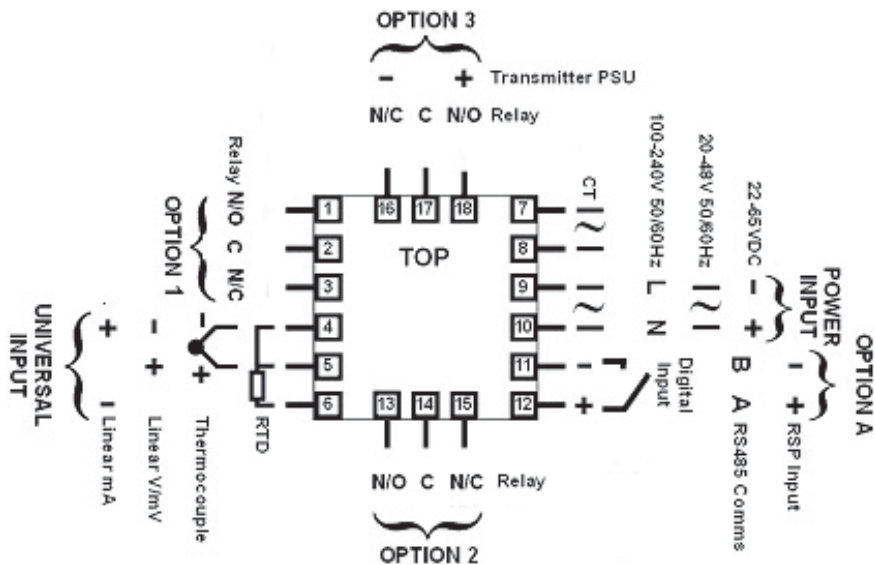 OPTION 3
- + Transmitter PSU
N/C C N/O Relay
16 17 18
TOP
1
2
3
4
5
6
7
8
9
10
11
12
13 14 15
N/O C N/C Relay
OPTION 2
Relay N/O C N/C
OPTION 1
- +
Thermocouple
RTD
- +
Linear V/mV
+ -
Linear mA
UNIVERSAL
INPUT
CT
~
~
- +
Digital
Input
100-240V 50/60Hz L N
20-48V 50/60Hz ~
22-65VDC - +
POWER
INPUT
B A RS485 Comms
- + RSP Input
OPTION A